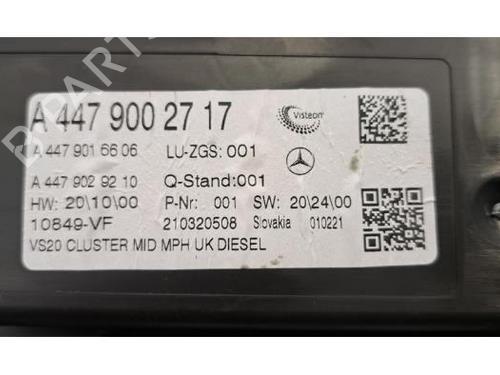 A 447 900 27 17
Visteon
A 447 901 66 06 LU-ZGS: 001
A 447 902 92 10 Q-Stand:001
HW: 20\10\00 P-Nr: 001 SW: 20\24\00
10849-VF 210320508 Slovakia 010221
VS20 CLUSTER MID MPH UK DIESEL
B PARTS